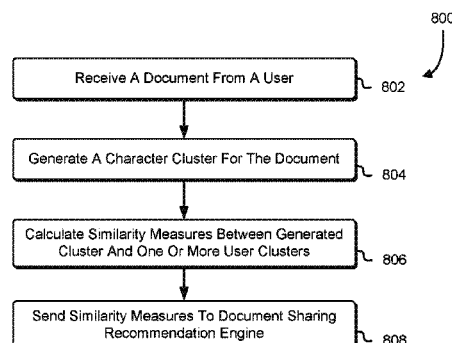 800
Receive A Document From A User
802
Generate A Character Cluster For The Document
804
Calculate Similarity Measures Between Generated
Cluster And One Or More User Clusters
806
Send Similarity Measures To Document Sharing
Recommendation Engine
808